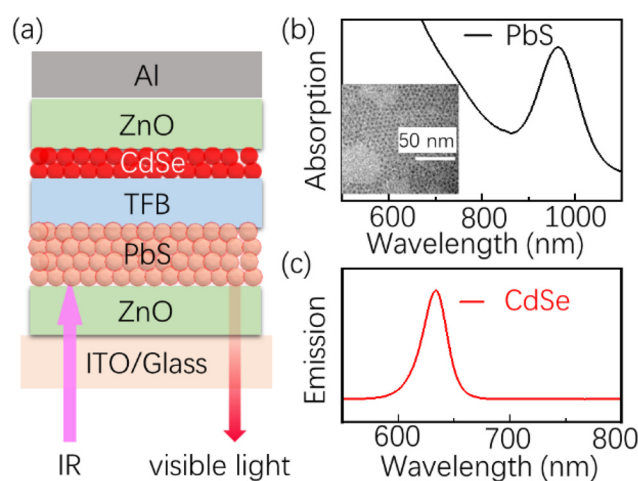 (a)
Al
ZnO
CdSe
TFB
PbS
ZnO
ITO/Glass
IR
visible light
(b)
PbS
50 nm
Absorption
600
800
1000
Wavelength (nm)
(c)
CdSe
Emission
600
700
800
Wavelength (nm)